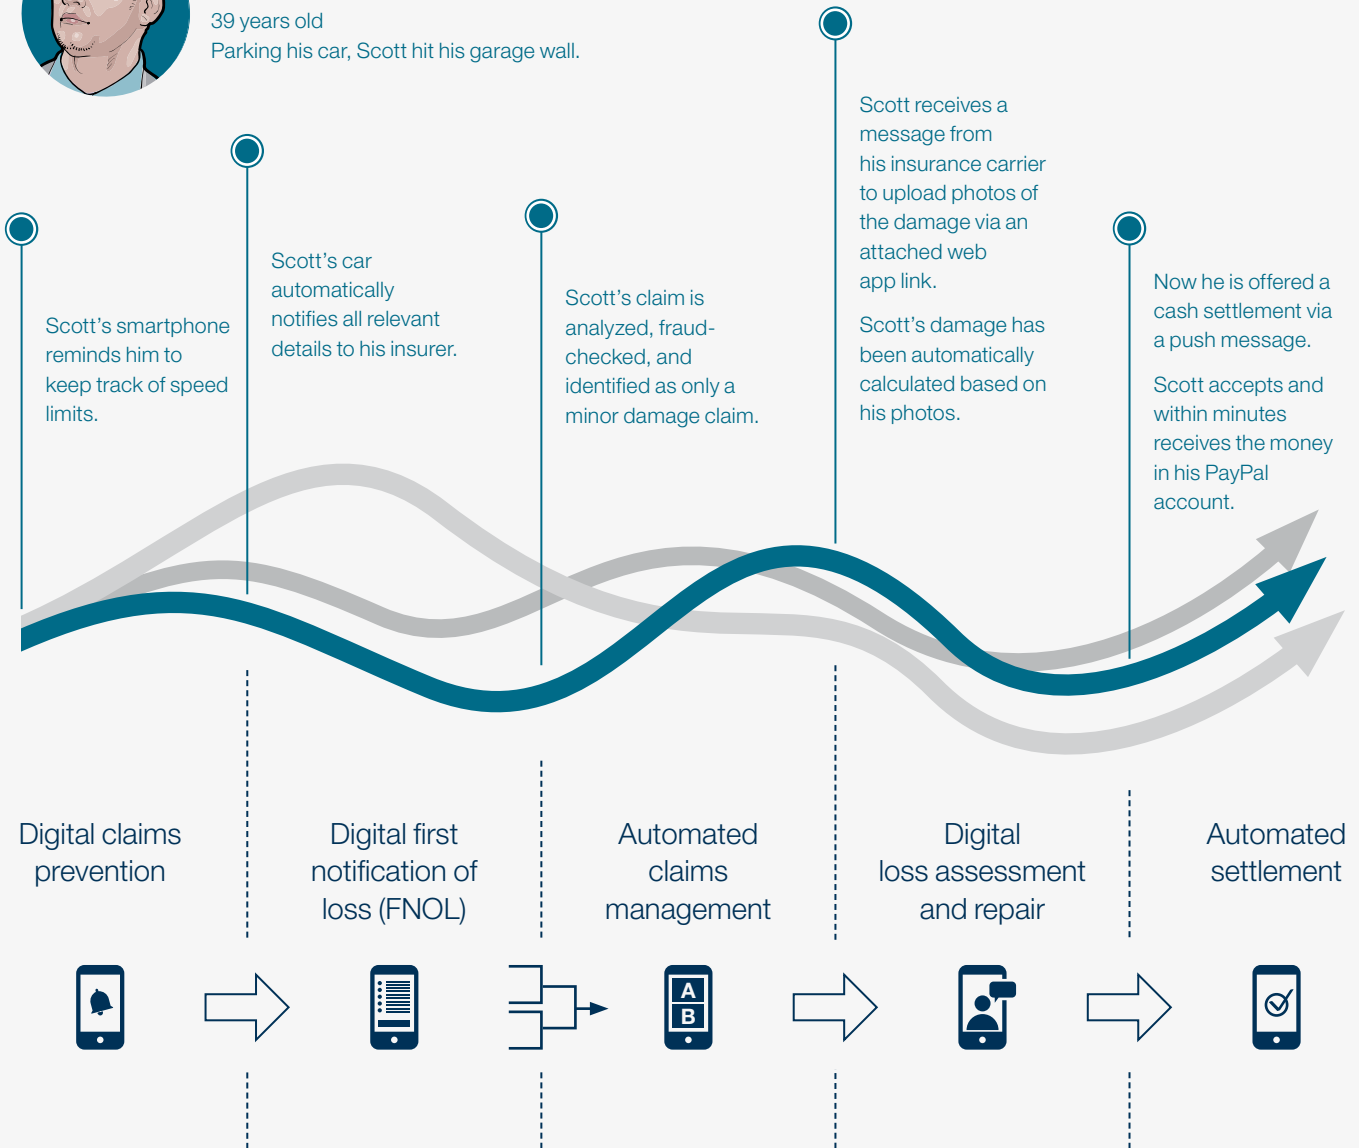 39 years old
Parking his car, Scott hit his garage wall.
Scott’s smartphone
reminds him to
keep track of speed
limits.
Scott’s car
automatically
notifies all relevant
details to his insurer.
Scott’s claim is
analyzed, fraud-
checked, and
identified as only a
minor damage claim.
Scott receives a
message from
his insurance carrier
to upload photos of
the damage via an
attached web
app link.
Scott’s damage has
been automatically
calculated based on
his photos.
Now he is offered a
cash settlement via
a push message.
Scott accepts and
within minutes
receives the money
in his PayPal
account.
Digital claims
prevention
Digital first
notification of
loss (FNOL)
Automated
claims
management
Digital
loss assessment
and repair
Automated
settlement
A
B